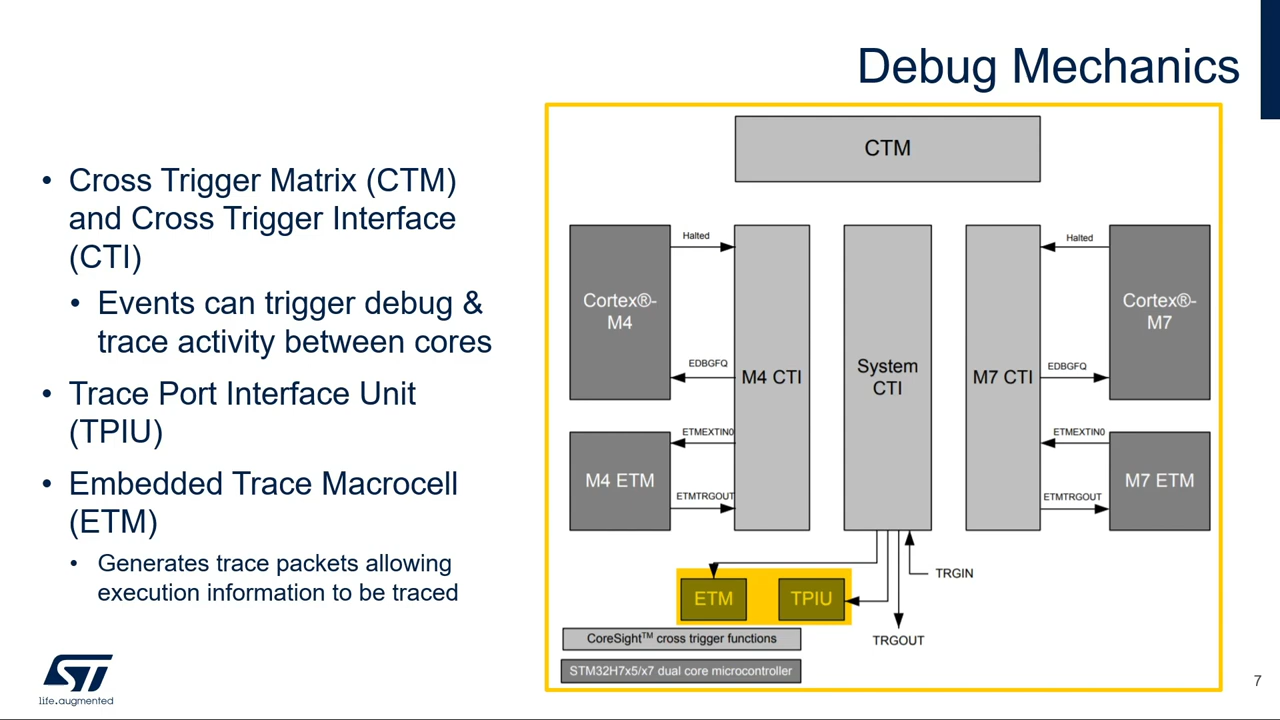 Debug Mechanics
• Cross Trigger Matrix (CTM)
and Cross Trigger Interface
(CTI)
• Events can trigger debug &
trace activity between cores
• Trace Port Interface Unit
(TPIU)
• Embedded Trace Macrocell
(ETM)
• Generates trace packets allowing
execution information to be traced
CTM
Cortex®-
M4
Halted
EDBGFQ
M4 ETM
ETMEXTIN0
ETMTRGOUT
M4 CTI
System
CTI
M7 CTI
Halted
EDBGFQ
ETMEXTIN0
ETMTRGOUT
Cortex®-
M7
M7 ETM
ETM
TPIU
TRGIN
TRGOUT
CoreSight™ cross trigger functions
STM32H7x5/x7 dual core microcontroller
ST
life.augmented
7